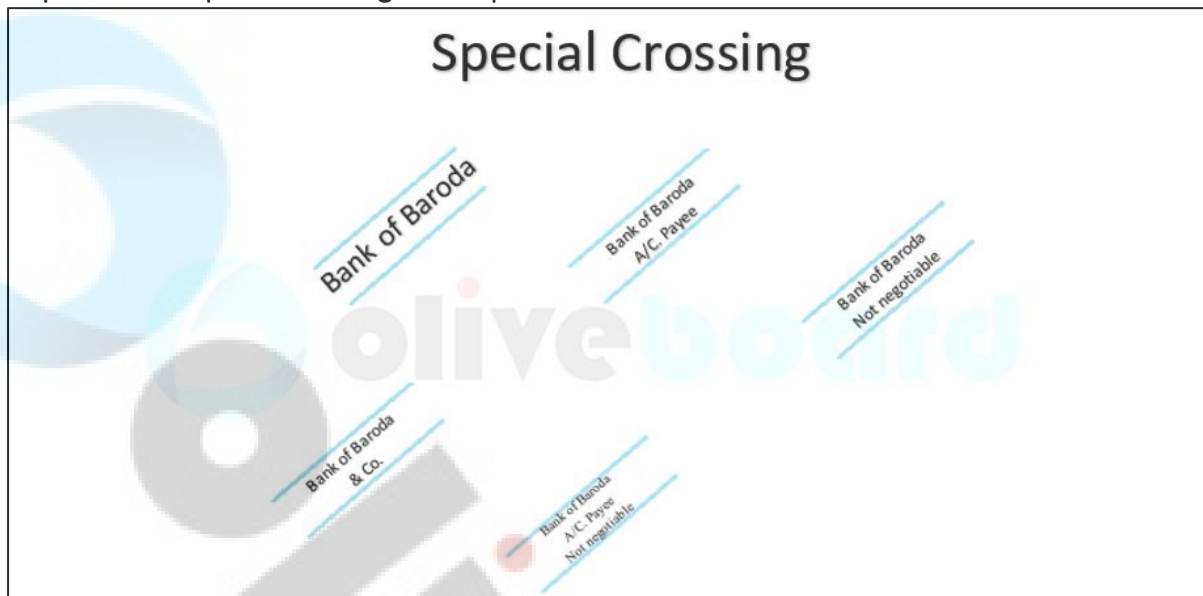 Special Crossing
Bank of Baroda
Bank of Baroda
A/C. Payee
Bank of Baroda
Not negotiable
oliveboard
Bank of Baroda
& Co.
Bank of Baroda
A/C. Payee
Not negotiable